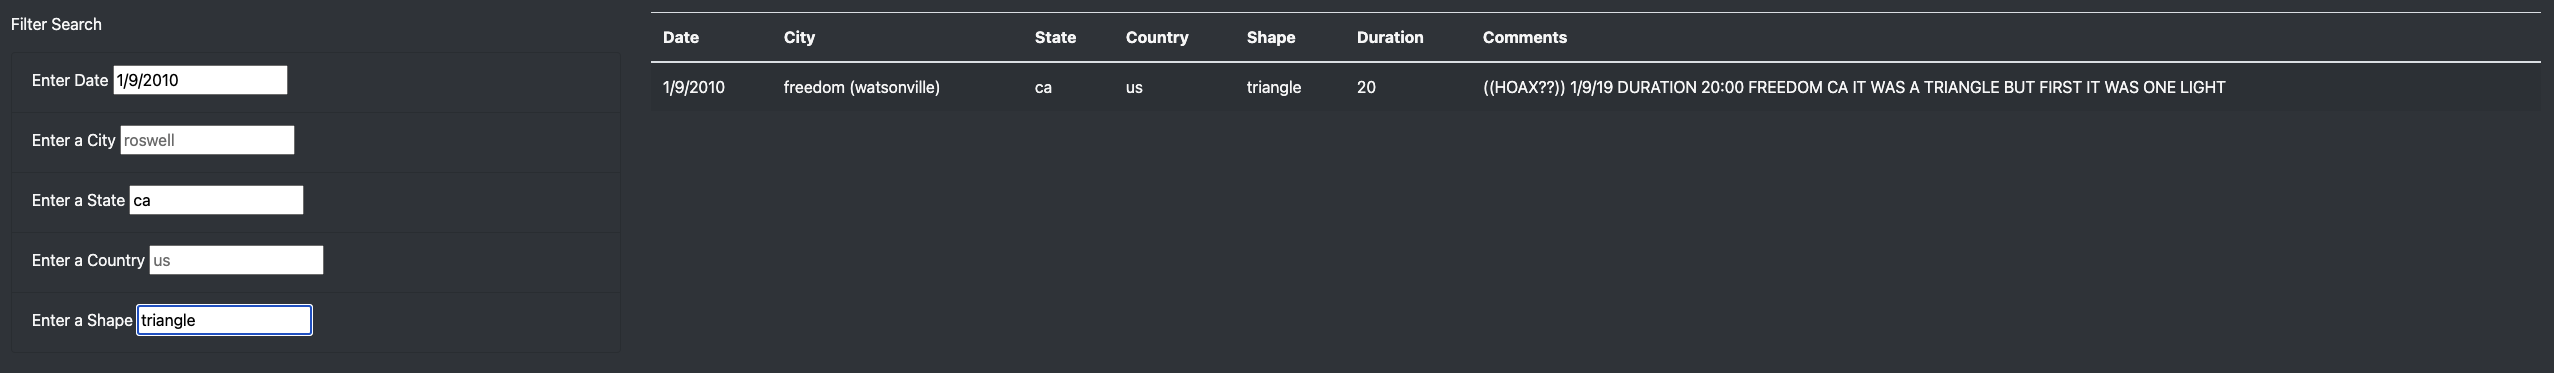 Filter Search
Enter Date 1/9/2010
Enter a City roswell
Enter a State ca
Enter a Country us
Enter a Shape triangle
Date City State Country Shape Duration Comments
1/9/2010 freedom (watsonville) ca us triangle 20 ((HOAX??)) 1/9/19 DURATION 20:00 FREEDOM CA IT WAS A TRIANGLE BUT FIRST IT WAS ONE LIGHT